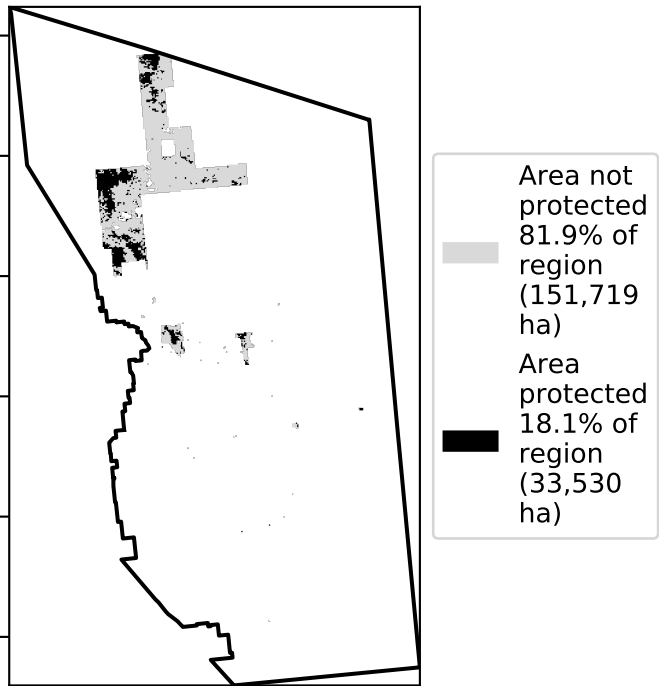 Area not
protected
81.9% of
region
(151,719
ha)
Area
protected
18.1% of
region
(33,530
ha)